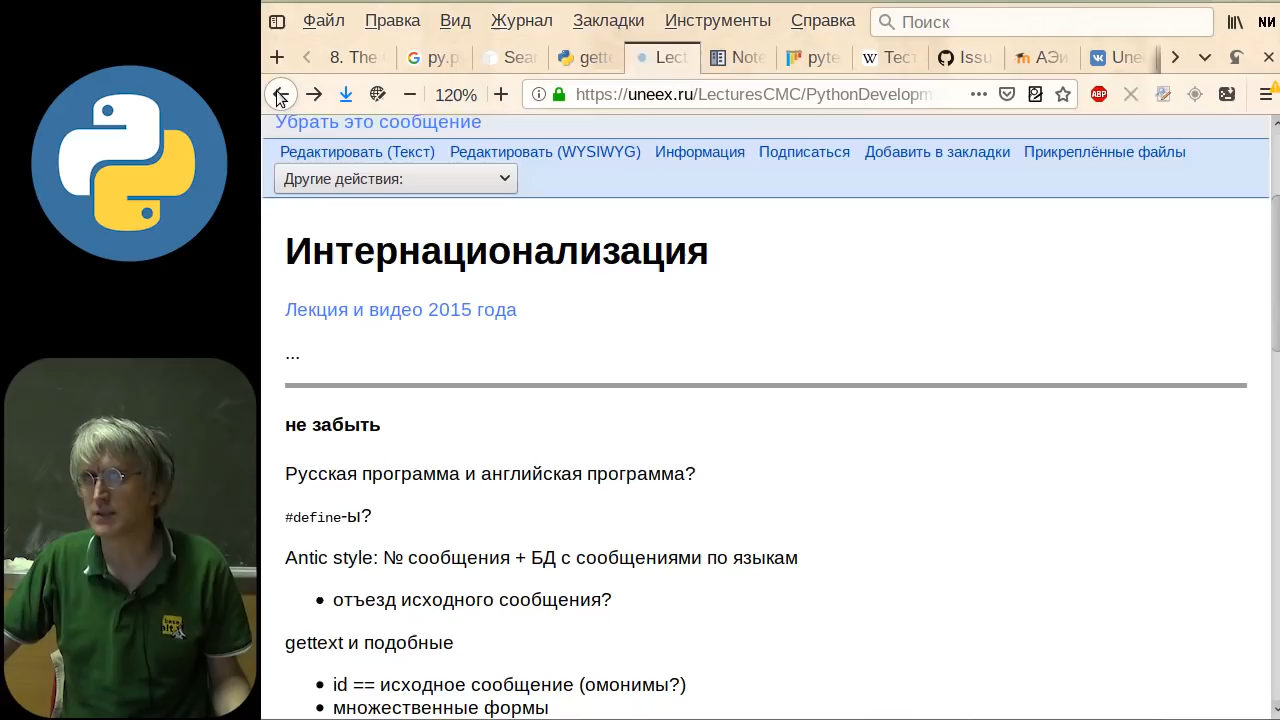 Файл Правка Вид Журнал Закладки Инструменты Справка Поиск
8. The py.p Sear gette Lect Note pyte Тест Issu АЭи Unee
120% https://uneex.ru/LecturesCMC/PythonDevelopm ABP
Убрать это сообщение
Редактировать (Текст) Редактировать (WYSIWYG) Информация Подписаться Добавить в закладки Прикреплённые файлы
Другие действия:
Интернационализация
Лекция и видео 2015 года
...
не забыть
Русская программа и английская программа?
#define-ы?
Antic style: № сообщения + БД с сообщениями по языкам
отъезд исходного сообщения?
gettext и подобные
id == исходное сообщение (омонимы?)
множественные формы